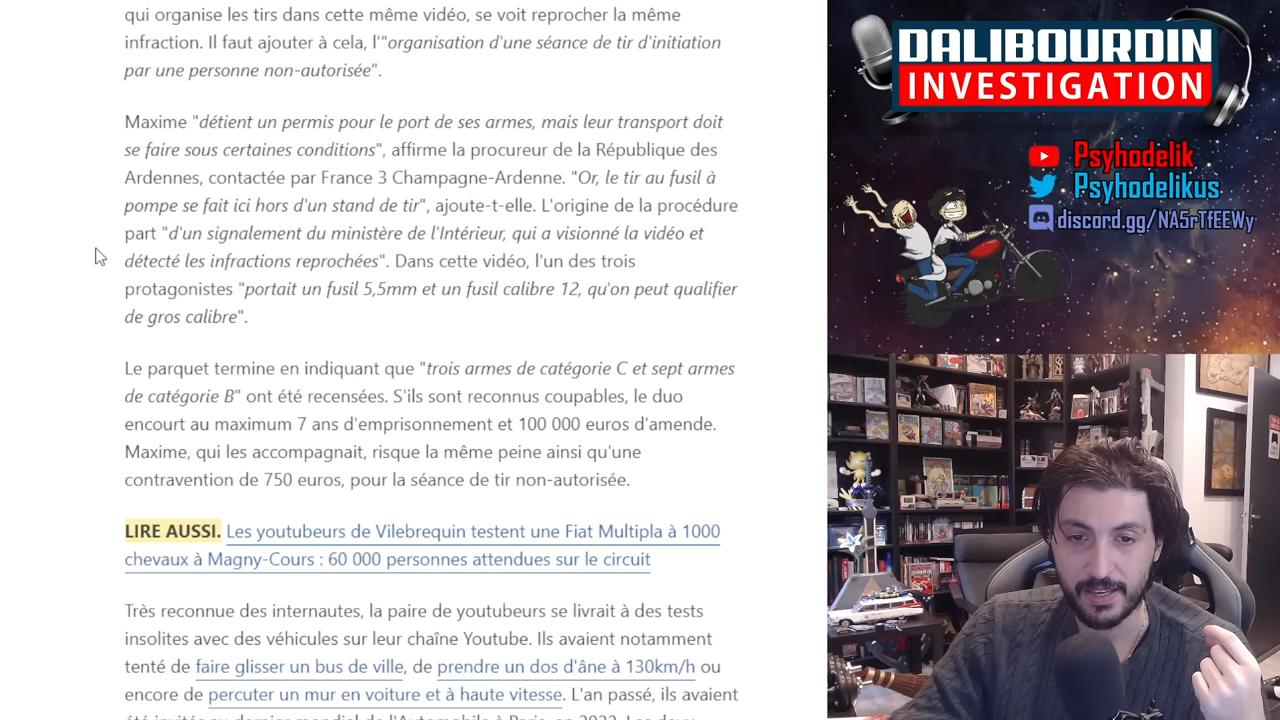 qui organise les tirs dans cette même vidéo, se voit reprocher la même
infraction. Il faut ajouter à cela, l'"organisation d'une séance de tir d'initiation
par une personne non-autorisée".
Maxime "détient un permis pour le port de ses armes, mais leur transport doit
se faire sous certaines conditions", affirme la procureur de la République des
Ardennes, contactée par France 3 Champagne-Ardenne. "Or, le tir au fusil à
pompe se fait ici hors d'un stand de tir", ajoute-t-elle. L'origine de la procédure
part "d'un signalement du ministère de l'Intérieur, qui a visionné la vidéo et
détecté les infractions reprochées". Dans cette vidéo, l'un des trois
protagonistes "portait un fusil 5,5mm et un fusil calibre 12, qu'on peut qualifier
de gros calibre".
Le parquet termine en indiquant que "trois armes de catégorie C et sept armes
de catégorie B" ont été recensées. S'ils sont reconnus coupables, le duo
encourt au maximum 7 ans d'emprisonnement et 100 000 euros d'amende.
Maxime, qui les accompagnait, risque la même peine ainsi qu'une
contravention de 750 euros, pour la séance de tir non-autorisée.
LIRE AUSSI. Les youtubeurs de Vilebrequin testent une Fiat Multipla à 1000
chevaux à Magny-Cours : 60 000 personnes attendues sur le circuit
Très reconnue des internautes, la paire de youtubeurs se livrait à des tests
insolites avec des véhicules sur leur chaîne Youtube. Ils avaient notamment
tenté de faire glisser un bus de ville, de prendre un dos d'âne à 130km/h ou
encore de percuter un mur en voiture et à haute vitesse. L'an passé, ils avaient
été invités au dernier mondial de l'Automobile à Paris, en 2022. Les deux
DALIBOURDIN
INVESTIGATION
Psyhodelik
Psyhodelikus
discord.gg/NA5rTfEEWy